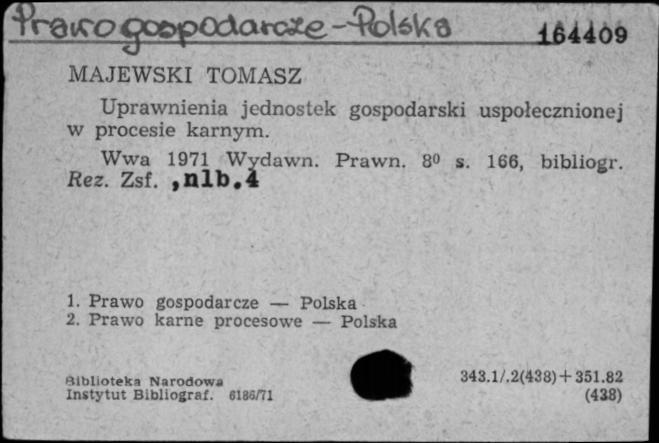 Prawo gospodarcze - Polska 164409
MAJEWSKI TOMASZ
Uprawnienia jednostek gospodarski uspołecznionej
w procesie karnym.
Wwa 1971 Wydawn. Prawn. 8⁰ s. 166, bibliogr.
Rez. Zsf. ,nlb.4
1. Prawo gospodarcze — Polska
2. Prawo karne procesowe — Polska
Biblioteka Narodowa 343.1/.2(438)+351.82
Instytut Bibliograf. 6186/71 (438)